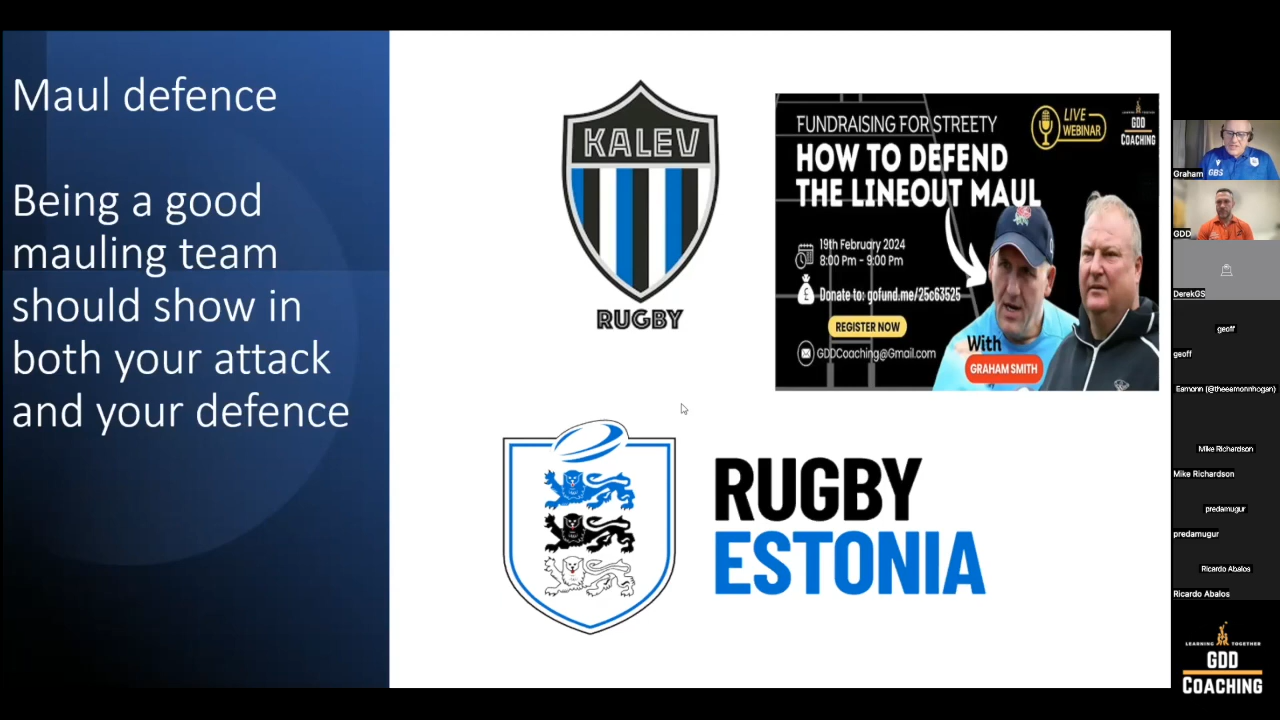 Maul defence
Being a good
mauling team
should show in
both your attack
and your defence
KALEV
RUGBY
FUNDRAISING FOR STREETY
HOW TO DEFEND
THE LINEOUT MAUL
LIVE
WEBINAR
GDD
COACHING
19th February 2024
8:00 Pm - 9:00 Pm
£
Donate to: gofund.me/25c63525
REGISTER NOW
GDDCoaching@Gmail.com
With
GRAHAM SMITH
RUGBY
ESTONIA
Graham
GBS
GDD
DerekGS
geoff
geoff
Eamonn (@theeamonnhogan)
Mike Richardson
Mike Richardson
predamugur
predamugur
Ricardo Abalos
Ricardo Abalos
LEARNING TOGETHER
GDD
COACHING